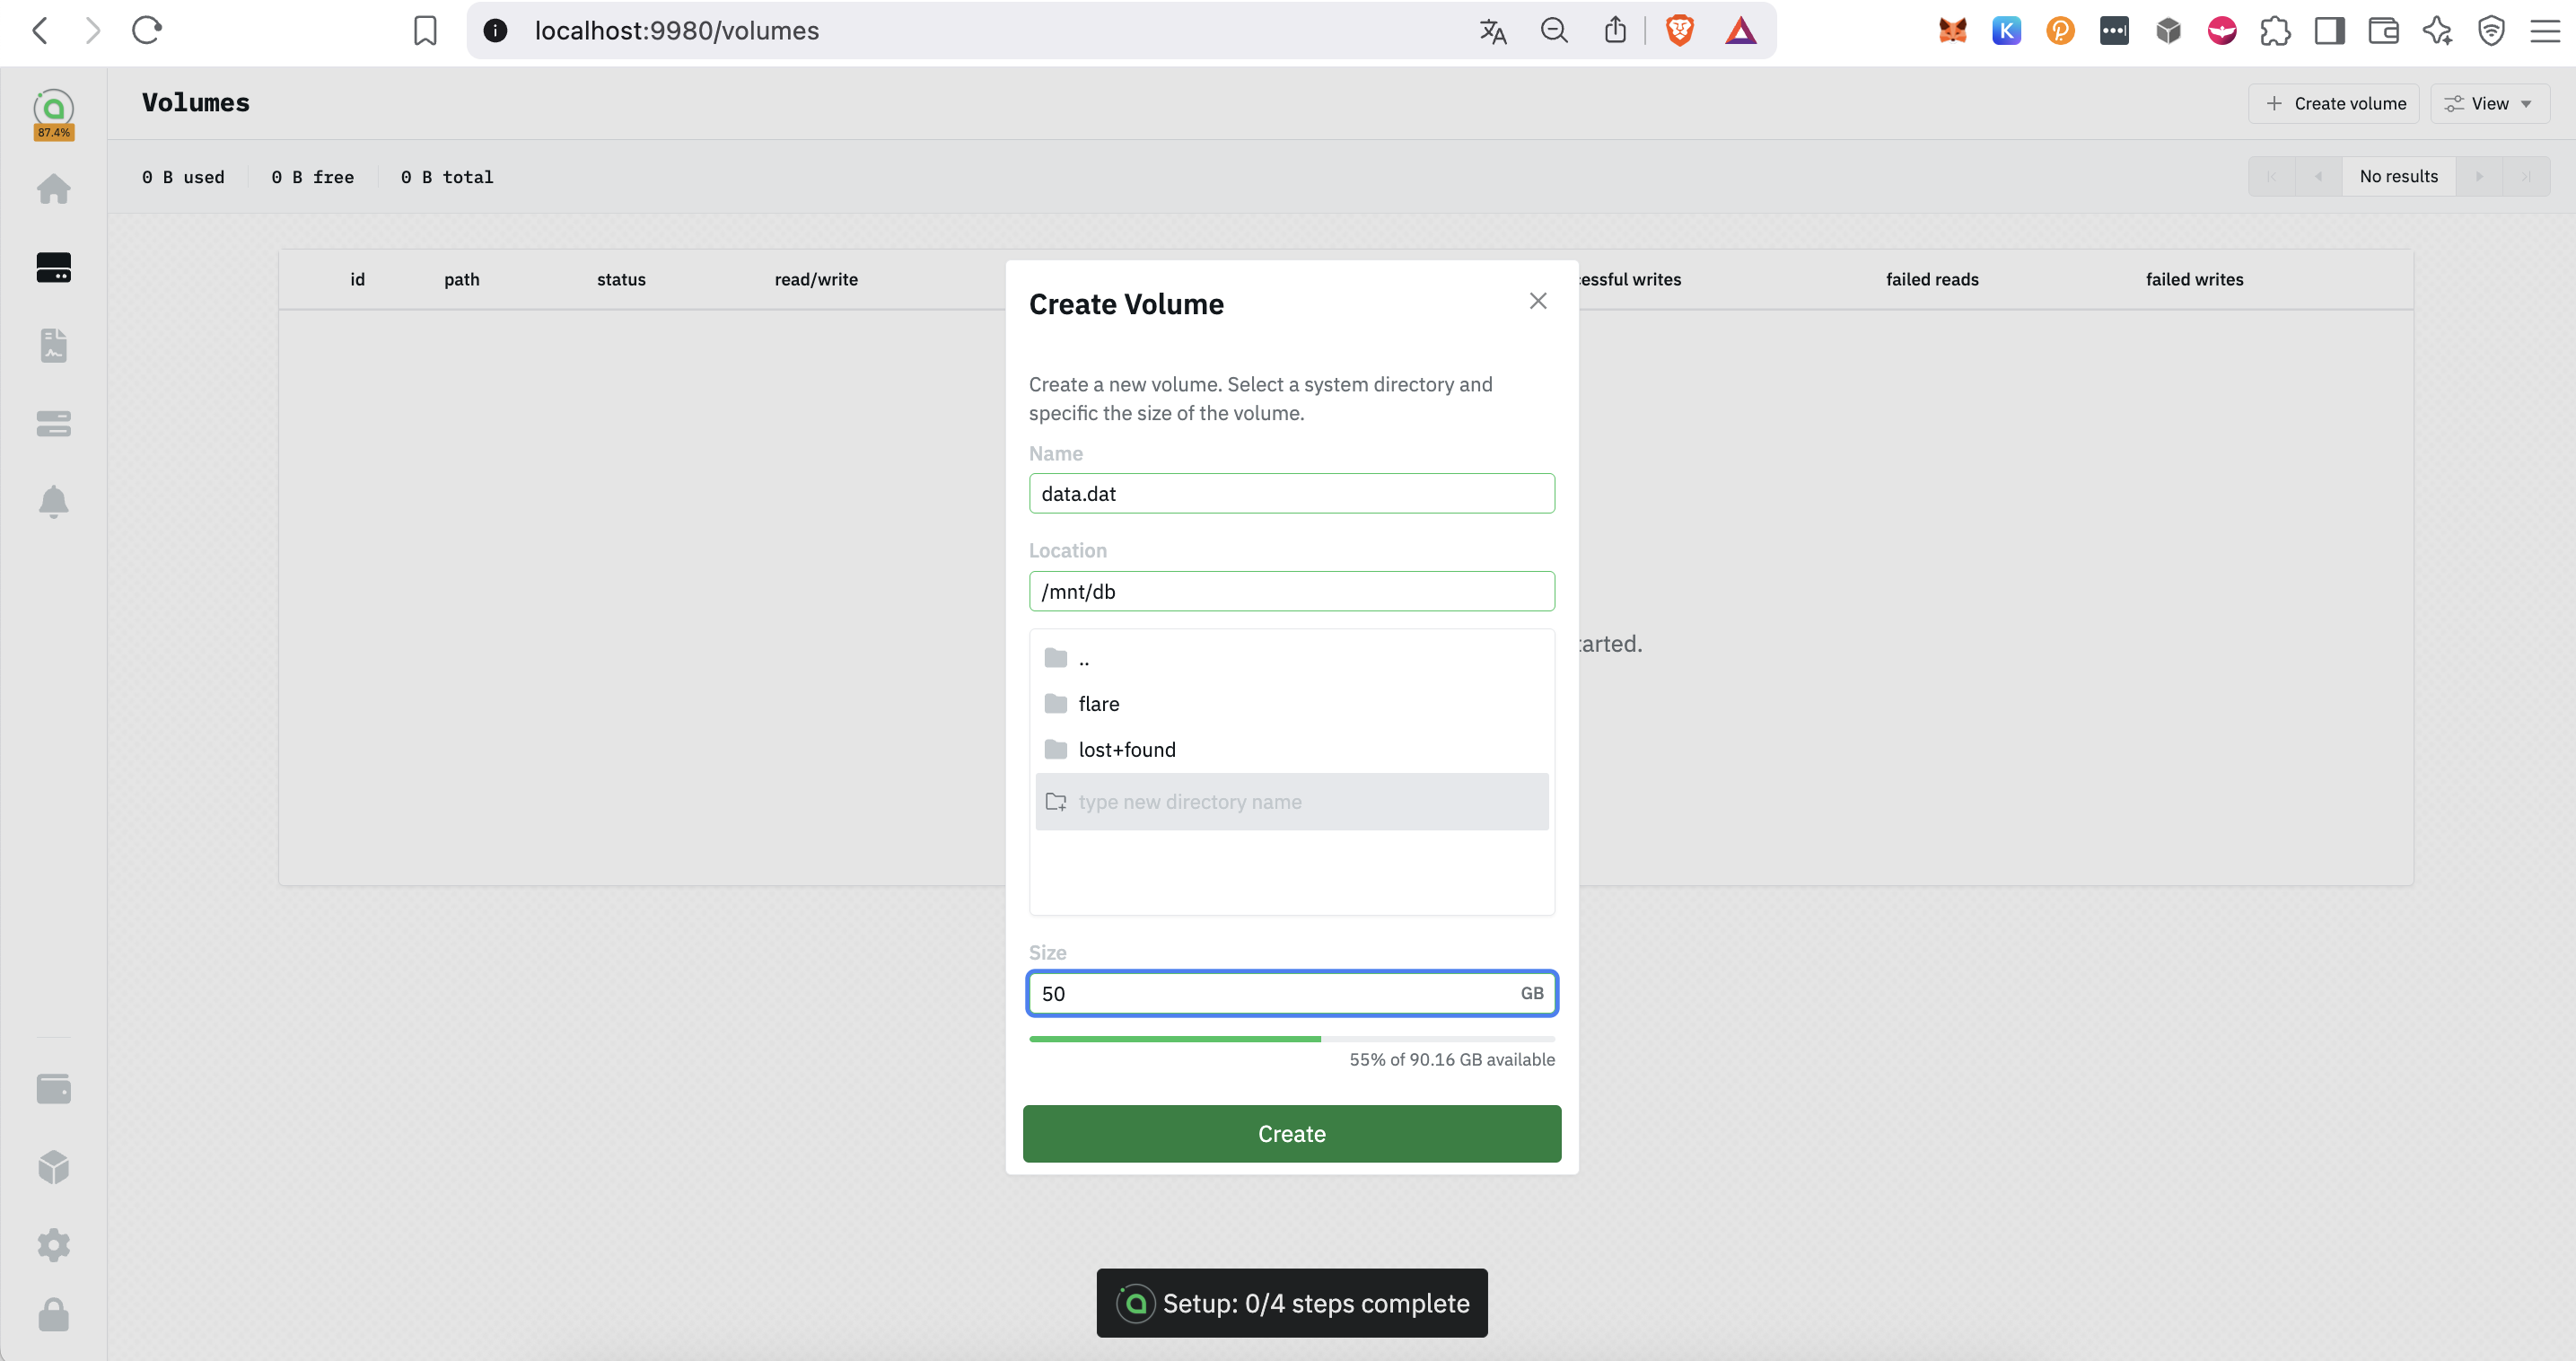 localhost:9980/volumes
87.4%
Volumes
Create volume
View
0 B used
0 B free
0 B total
No results
id
path
status
read/write
failed reads
failed writes
Create Volume
Create a new volume. Select a system directory and
specific the size of the volume.
Name
data.dat
Location
/mnt/db
..
flare
lost+found
type new directory name
Size
50 GB
55% of 90.16 GB available
Create
Setup: 0/4 steps complete